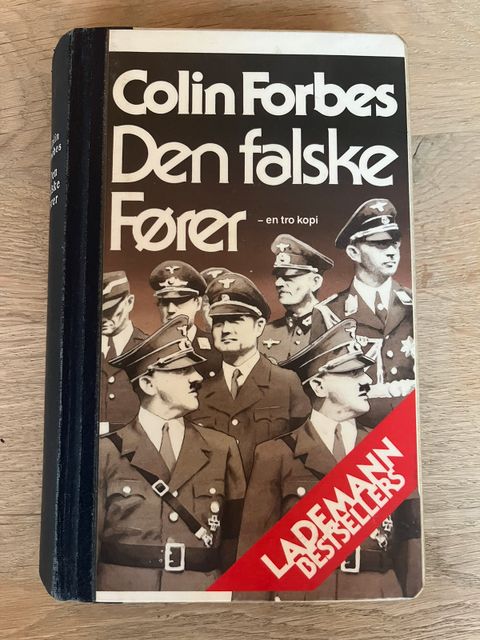 Colin Forbes
Den falske
Fører
– en tro kopi
LADEMANN
BESTSELLERS